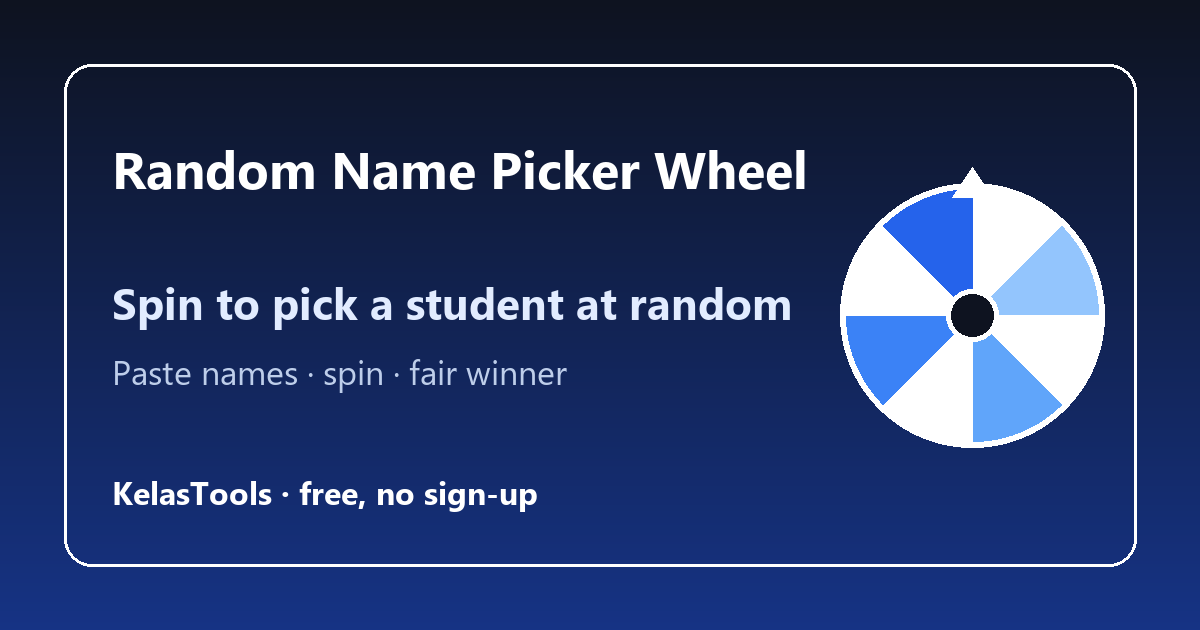 Random Name Picker Wheel
Spin to pick a student at random
Paste names · spin · fair winner
KelasTools · free, no sign-up